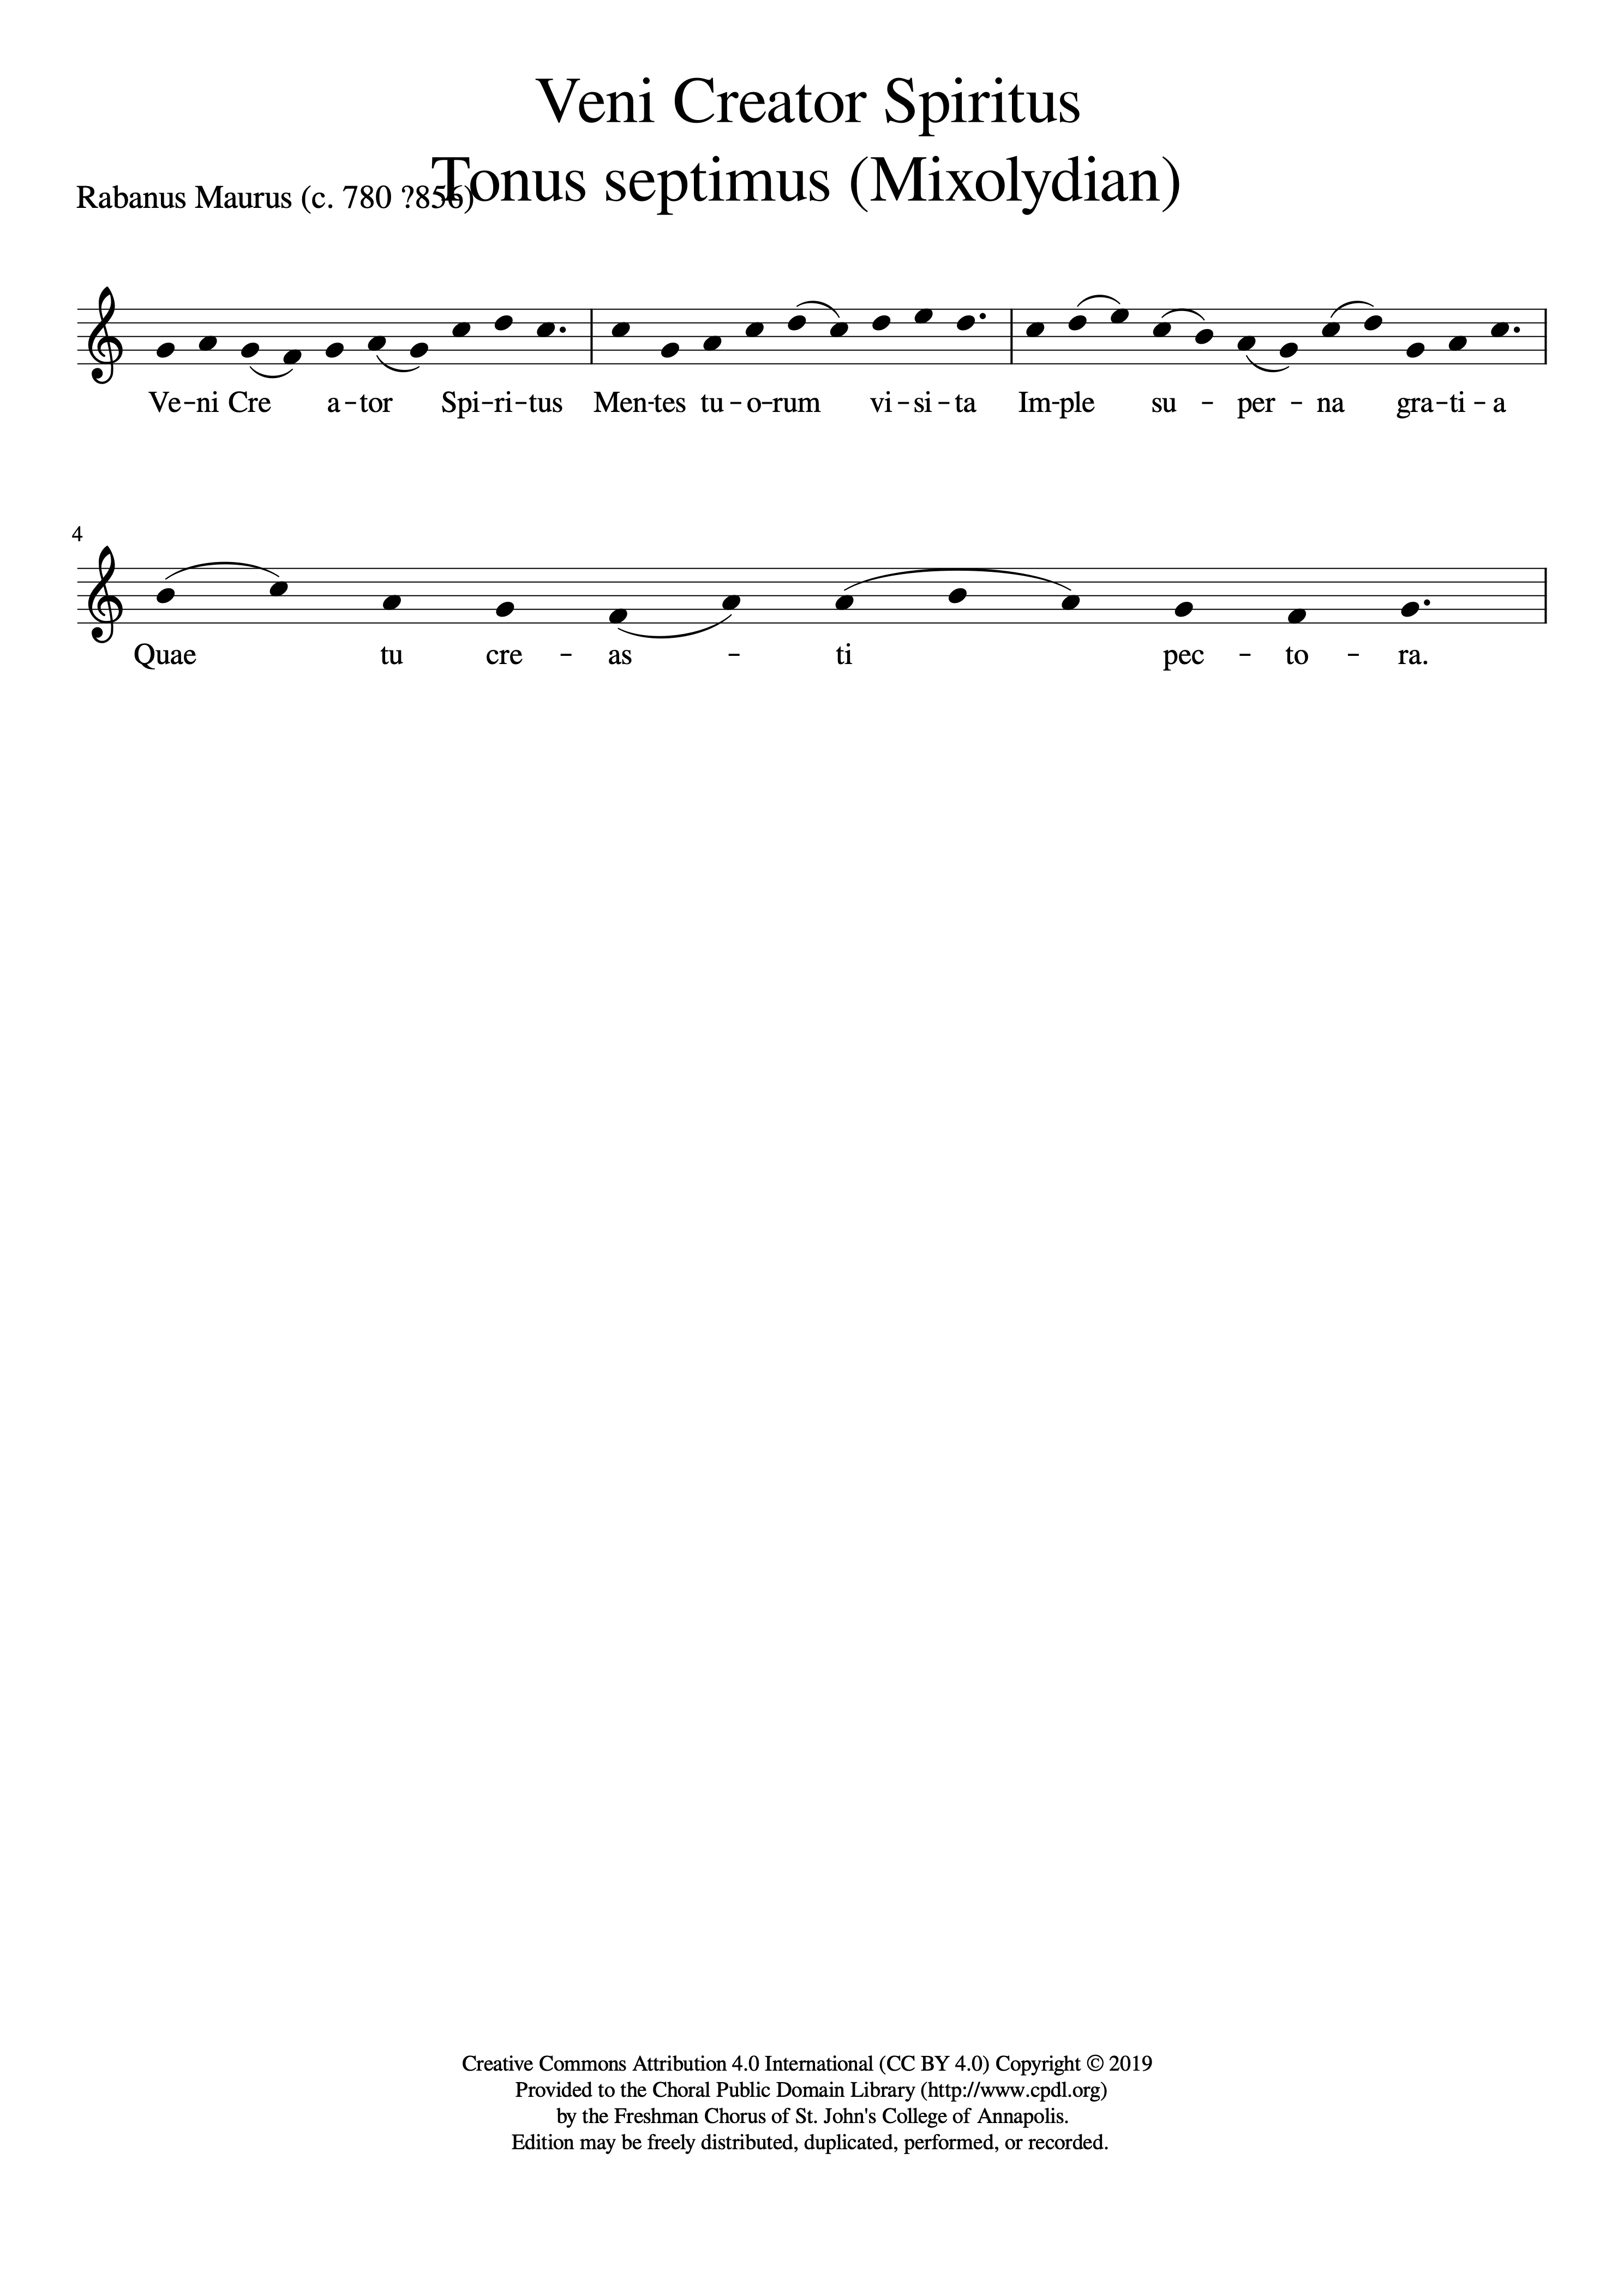 Veni Creator Spiritus
Tonus septimus (Mixolydian)
Rabanus Maurus (c. 780 ?856)
Ve-ni Cre a-tor Spi-ri-tus Men-tes tu-o-rum vi-si-ta Im-ple su-per-na gra-ti-a
4
Quae tu cre-as-ti pec-to-ra.
Creative Commons Attribution 4.0 International (CC BY 4.0) Copyright © 2019
Provided to the Choral Public Domain Library (http://www.cpdl.org)
by the Freshman Chorus of St. John's College of Annapolis.
Edition may be freely distributed, duplicated, performed, or recorded.